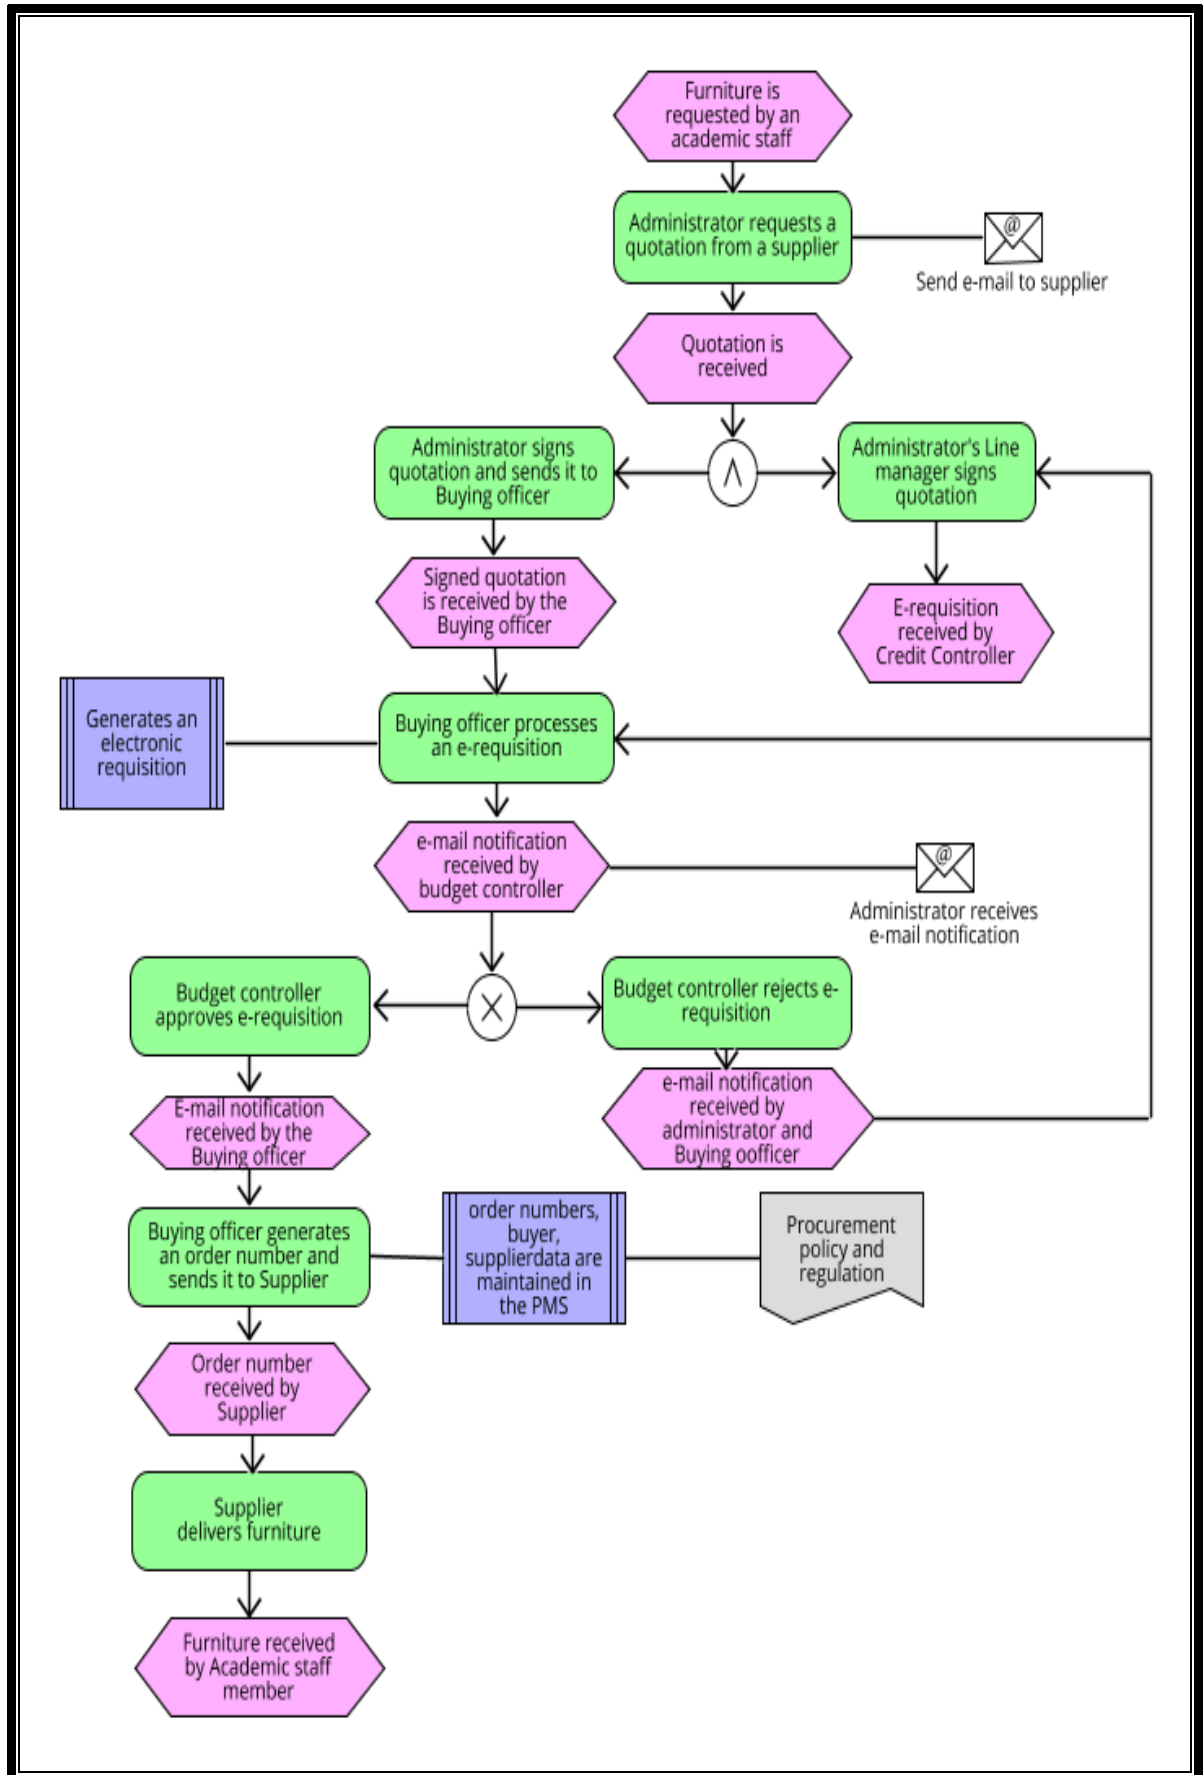 Furniture is
requested by an
academic staff
Administrator requests a
quotation from a supplier
@
Send e-mail to supplier
Quotation is
received
Administrator signs
quotation and sends it to
Buying officer
Administrator's Line
manager signs
quotation
Signed quotation
is received by the
Buying officer
E-requisition
received by
Credit Controller
Generates an
electronic
requisition
Buying officer processes
an e-requisition
e-mail notification
received by
budget controller
@
Administrator receives
e-mail notification
Budget controller
approves e-requisition
Budget controller rejects e-
requisition
E-mail notification
received by the
Buying officer
e-mail notification
received by
administrator and
Buying oofficer
Buying officer generates
an order number and
sends it to Supplier
order numbers,
buyer,
supplierdata are
maintained in
the PMS
Procurement
policy and
regulation
Order number
received by
Supplier
Supplier
delivers furniture
Furniture received
by Academic staff
member